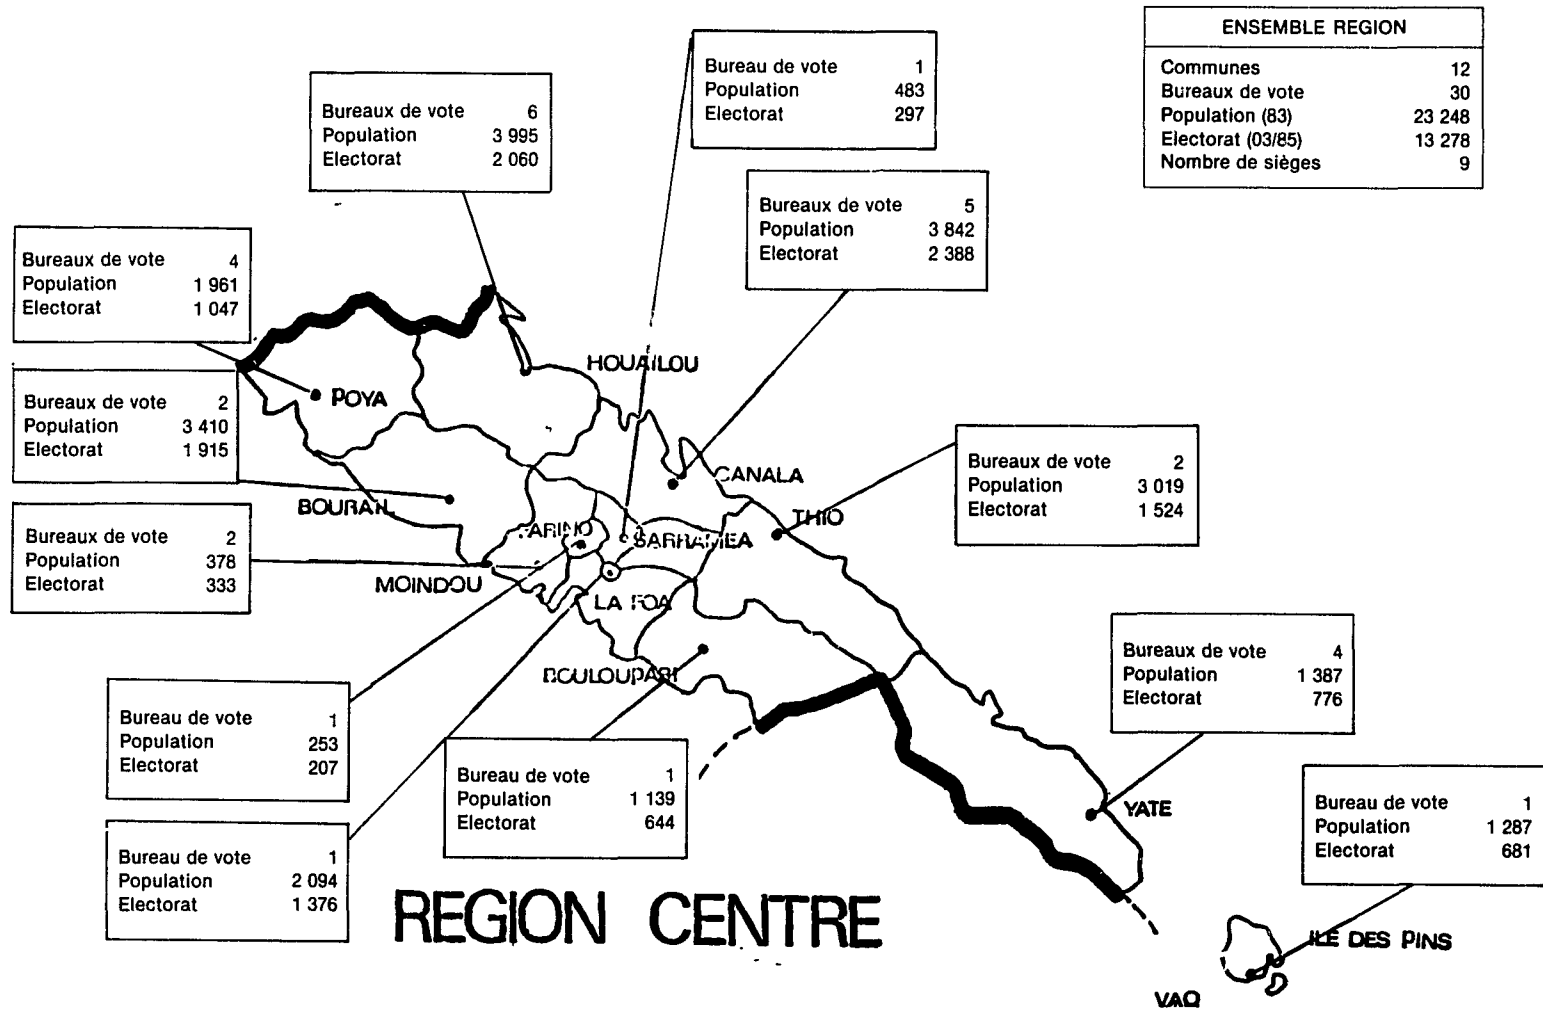 ENSEMBLE REGION
Communes 12
Bureaux de vote 30
Population (83) 23 248
Electorat (03/85) 13 278
Nombre de sièges 9
Bureau de vote 1
Population 483
Electorat 297
Bureaux de vote 6
Population 3 995
Electorat 2 060
Bureaux de vote 5
Population 3 842
Electorat 2 388
Bureaux de vote 4
Population 1 961
Electorat 1 047
HOUAILOU
POYA
Bureaux de vote 2
Population 3 410
Electorat 1 915
CANALA
Bureaux de vote 2
Population 3 019
Electorat 1 524
BOURAIL
THIO
FARINO
SARRAMEA
Bureaux de vote 2
Population 378
Electorat 333
MOINDOU
LA FOA
BOULOUPARI
Bureaux de vote 4
Population 1 387
Electorat 776
Bureau de vote 1
Population 253
Electorat 207
Bureau de vote 1
Population 1 139
Electorat 644
YATE
Bureau de vote 1
Population 1 287
Electorat 681
Bureau de vote 1
Population 2 094
Electorat 1 376
REGION CENTRE
ILE DES PINS
VAO